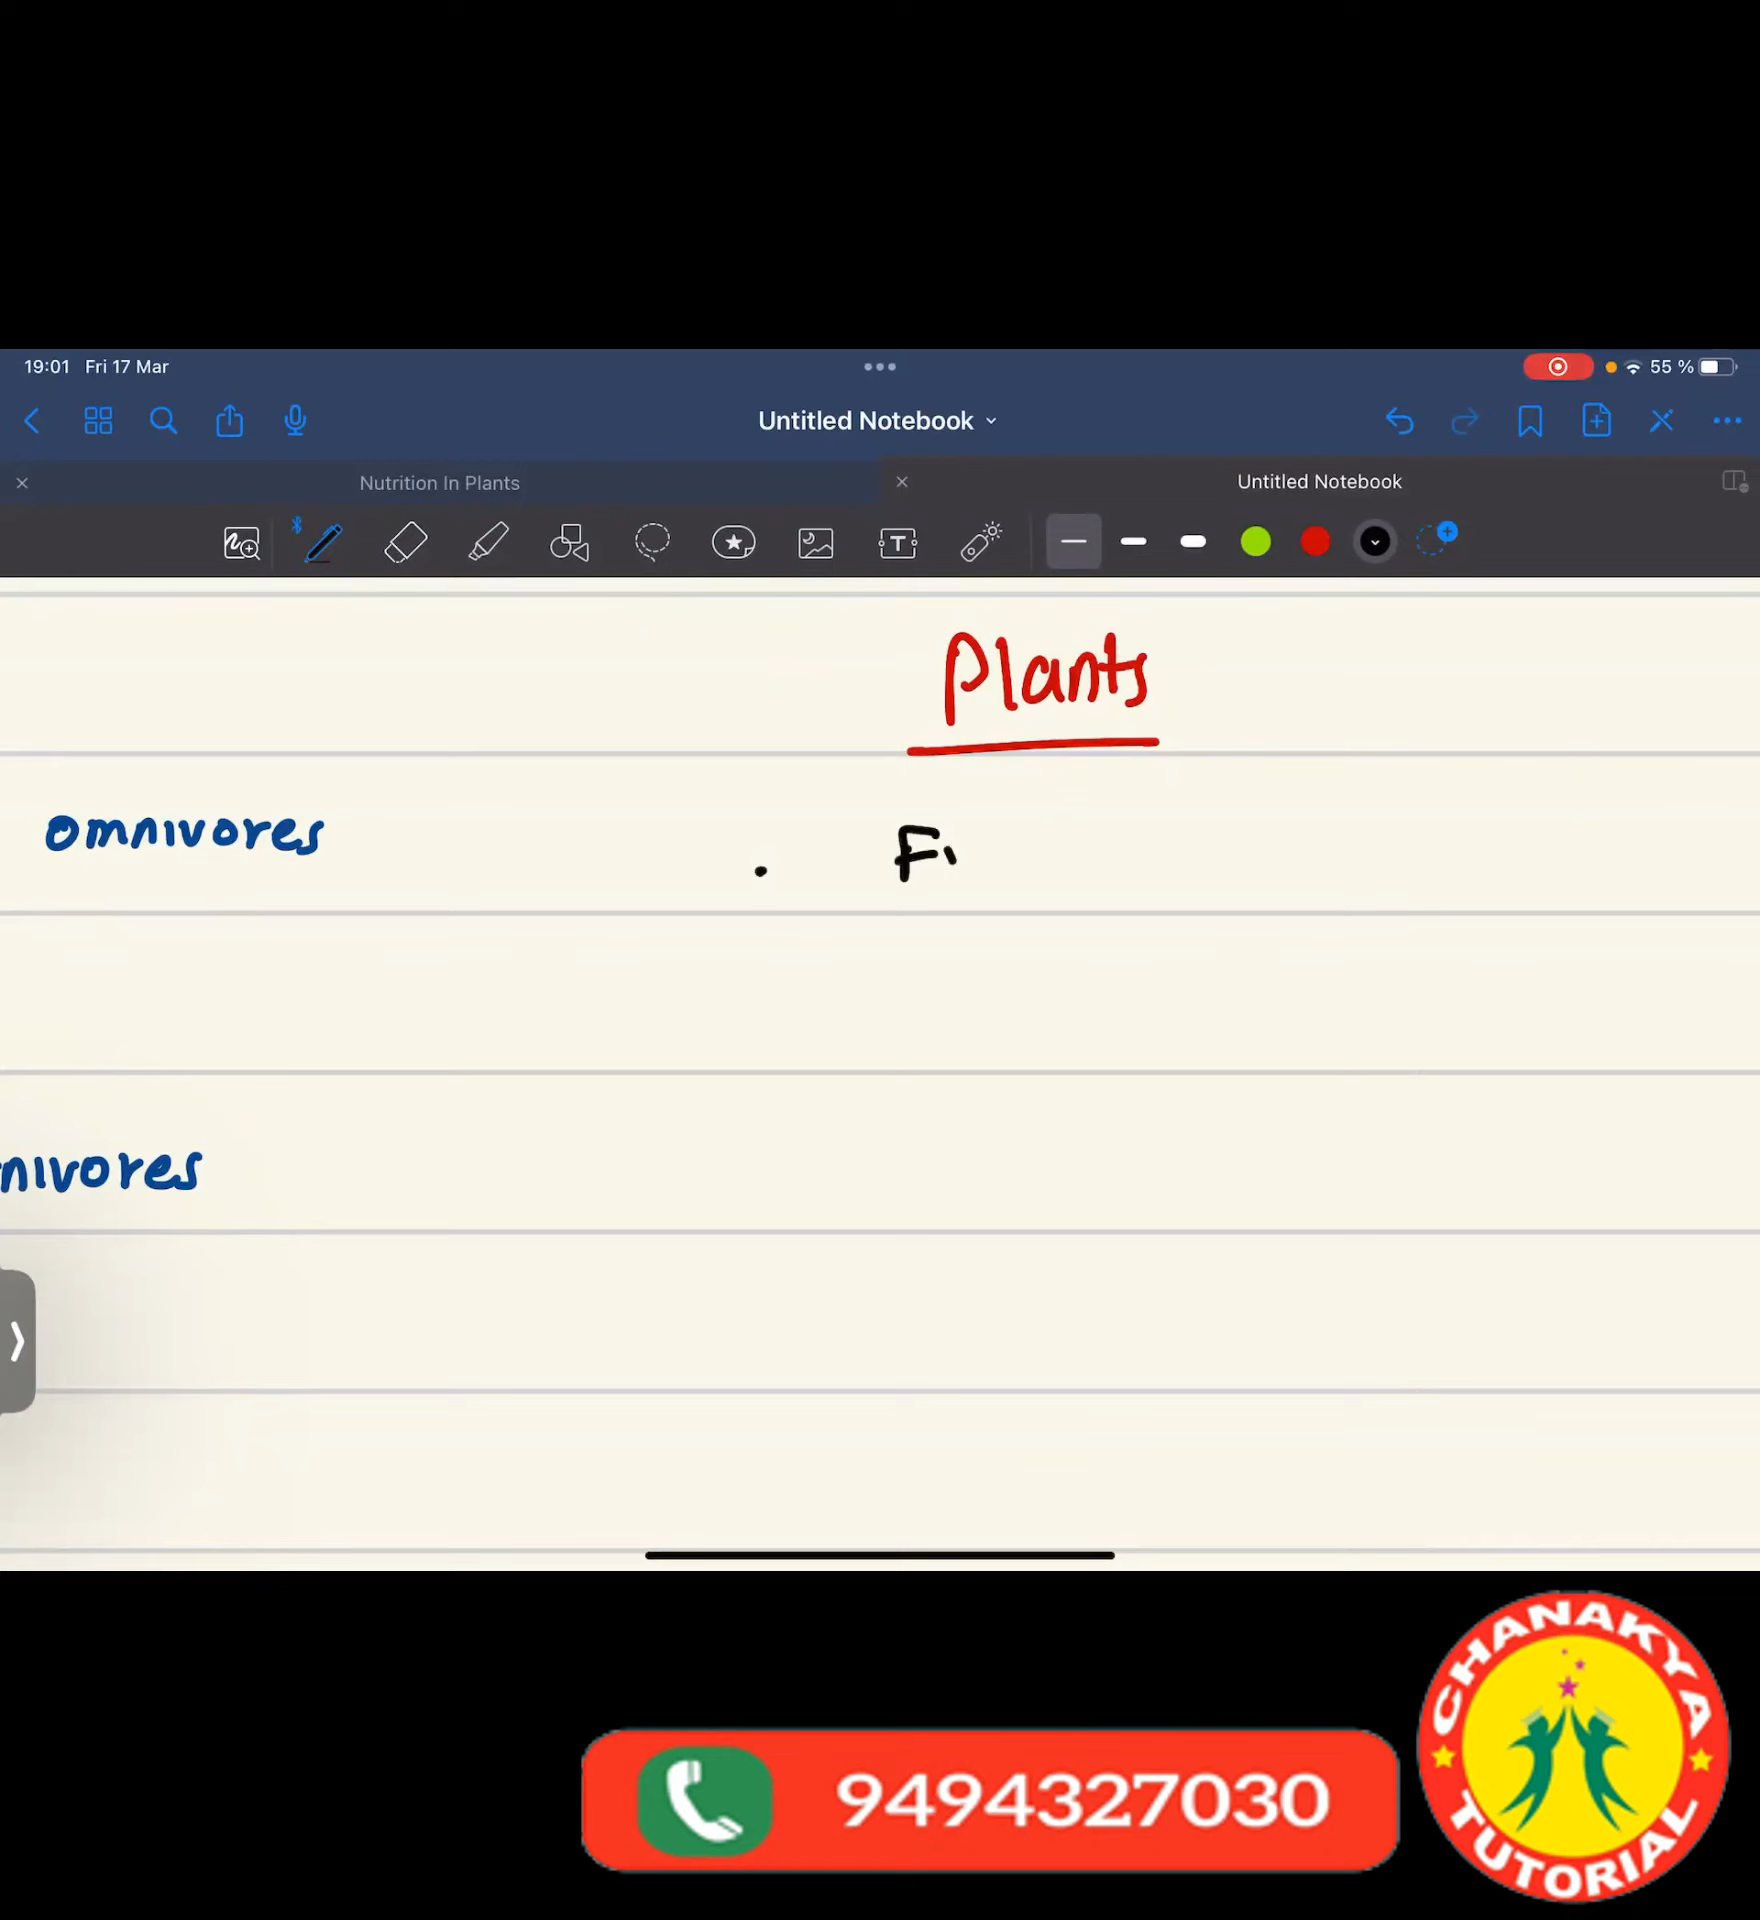 19:01 Fri 17 Mar
55 %
Untitled Notebook
Nutrition In Plants
Untitled Notebook
T
Plants
omnivores
. Fi
nivores
9494327030
CHANAKYA
TUTORIAL